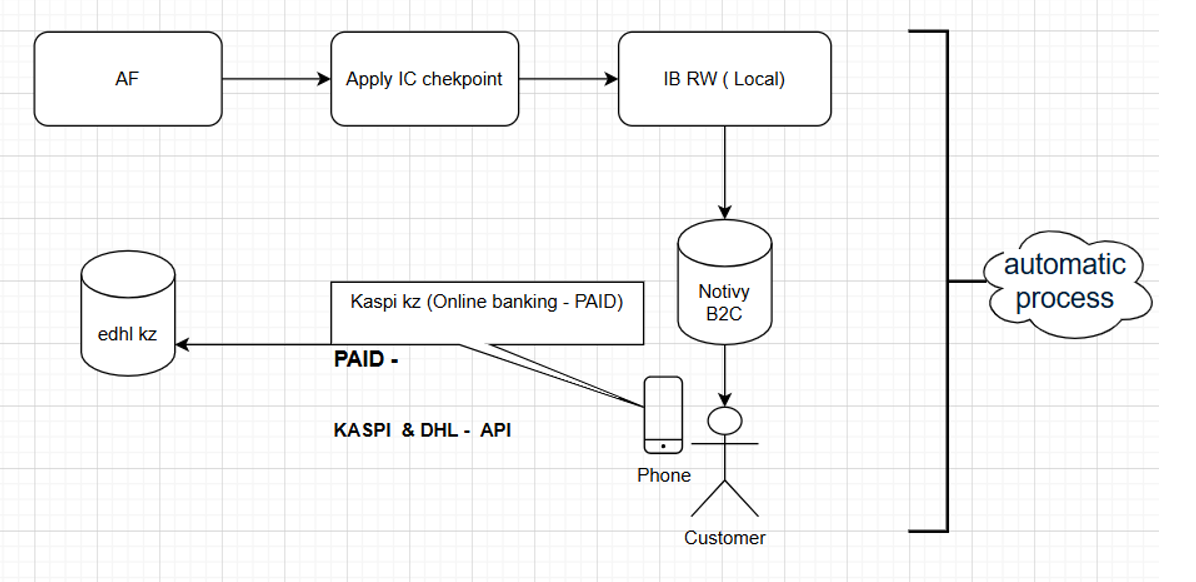 AF
Apply IC chekpoint
IB RW ( Local)
automatic
process
Notivy
B2C
Kaspi kz (Online banking - PAID)
edhl kz
PAID -
KASPI & DHL - API
Phone
Customer